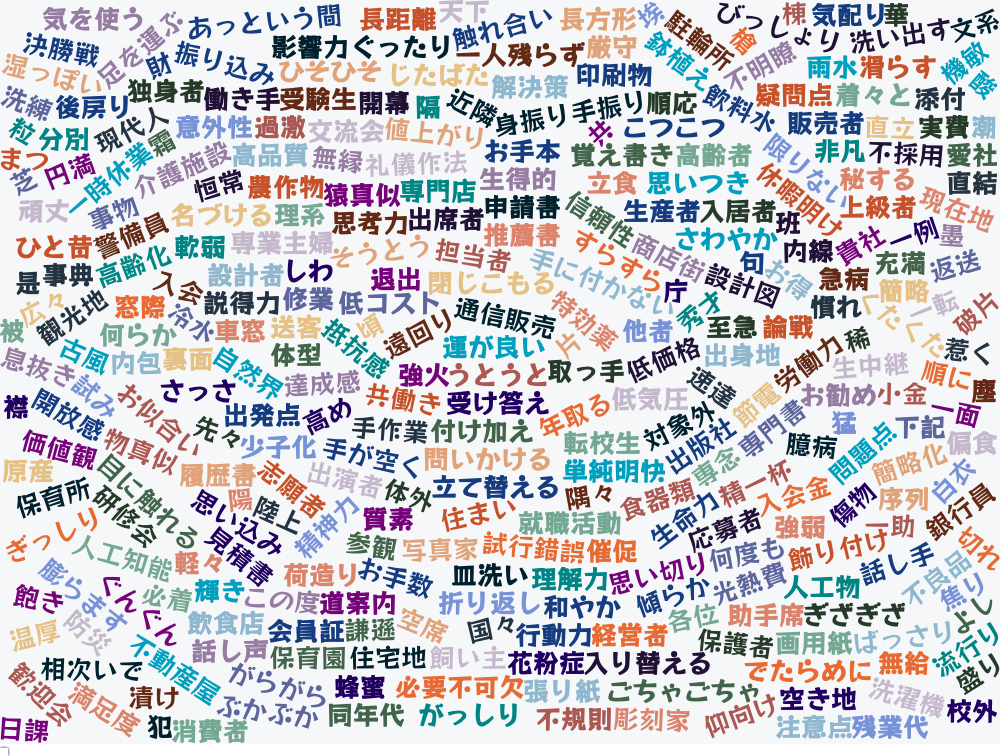 気を使う
あっという間
長距離
天下
触れ合い
長方形
埃
駐輪所
びっしょり
棟
気配り
華
文系
決勝戦
足を運ぶ
財
振り込み
影響力
ぐったり
一人残らず
厳守
鉢植え
槍
不明瞭
洗い出す
機敏
湿っぽい
ひそひそ
じたばた
解決策
印刷物
雨水
滑らす
酸
洗練
後戻り
独身者
働き手
受験生
開幕
隔
近隣
身振り手振り
順応
飲料水
疑問点
着々と
添付
粒
分別
現代人
意外性
過激
交流会
値上がり
共
こつこつ
販売者
直立
実費
潮
まつ
円満
一時休業
霜
介護施設
高品質
無縁
礼儀作法
お手本
覚え書き
高齢者
限りない
非凡
不採用
愛社
芝
恒常
農作物
猿真似
専門店
生得的
立食
思いつき
休暇明け
秘する
直結
頑丈
事物
名づける
理系
思考力
出席者
申請書
信頼性
生産者
入居者
班
上級者
現在地
ひと昔
警備員
軟弱
専業主婦
そうとう
担当者
推薦書
すらすら
商店街
さわやか
内線
貴社
一例
墨
是
事典
高齢化
入会
設計者
しわ
退出
閉じこもる
手に付かない
庁
設計図
句
お得
急病
充満
返送
広々
観光地
窓際
冷水
説得力
修業
低コスト
頃
通信販売
特効薬
秀才
慣れ
簡略
一転
破片
被
何らか
車窓
送客
抵抗感
遠回り
運が良い
片
他者
至急
論戦
くたくた
惹く
息抜き
古風
内包
裏面
自然界
体型
強火
うとうと
取っ手
低価格
出身地
労働力
稀
生中継
順に
塵
襟
開放感
試み
お似合い
さっさ
達成感
共働き
受け答え
年取る
低気圧
速達
節電
お勧め
小金
一面
価値観
物真似
先々
出発点
高め
手作業
付け加え
転校生
対象外
出版社
専門書
猛
下記
偏食
原産
目に触れる
履歴書
少子化
手が空く
問いかける
単純明快
専念
臆病
問題点
簡略化
白衣
保育所
研修会
思い込み
陽
志願者
陸上
出演者
体外
立て替える
隅々
食器類
精一杯
入会金
傷物
序列
銀行員
ぎっしり
人工知能
見積書
精神力
質素
住まい
就職活動
生命力
応募者
強弱
一助
切れ
膨らます
軽々
参観
写真家
試行錯誤
催促
何度も
飾り付け
話し手
不良品
飽き
ぐんぐん
必着
輝き
この度
荷造り
道案内
お手数
皿洗い
理解力
思い切り
光熱費
人工物
焦り
温厚
防災
飲食店
会員証
謙遜
空席
折り返し
和やか
傾らか
各位
助手席
ぎざぎざ
よし
不動産屋
話し声
保育園
住宅地
飼い主
国々
行動力
経営者
保護者
画用紙
ばっさり
流行り
歓迎会
相次いで
がらがら
花粉症
入り替える
でたらめに
無給
盛り
満足度
漬け
ぶかぶか
蜂蜜
必要不可欠
張り紙
ごちゃごちゃ
空き地
洗濯機
校外
日課
犯
消費者
同年代
がっしり
不規則
彫刻家
仰向け
注意点
残業代